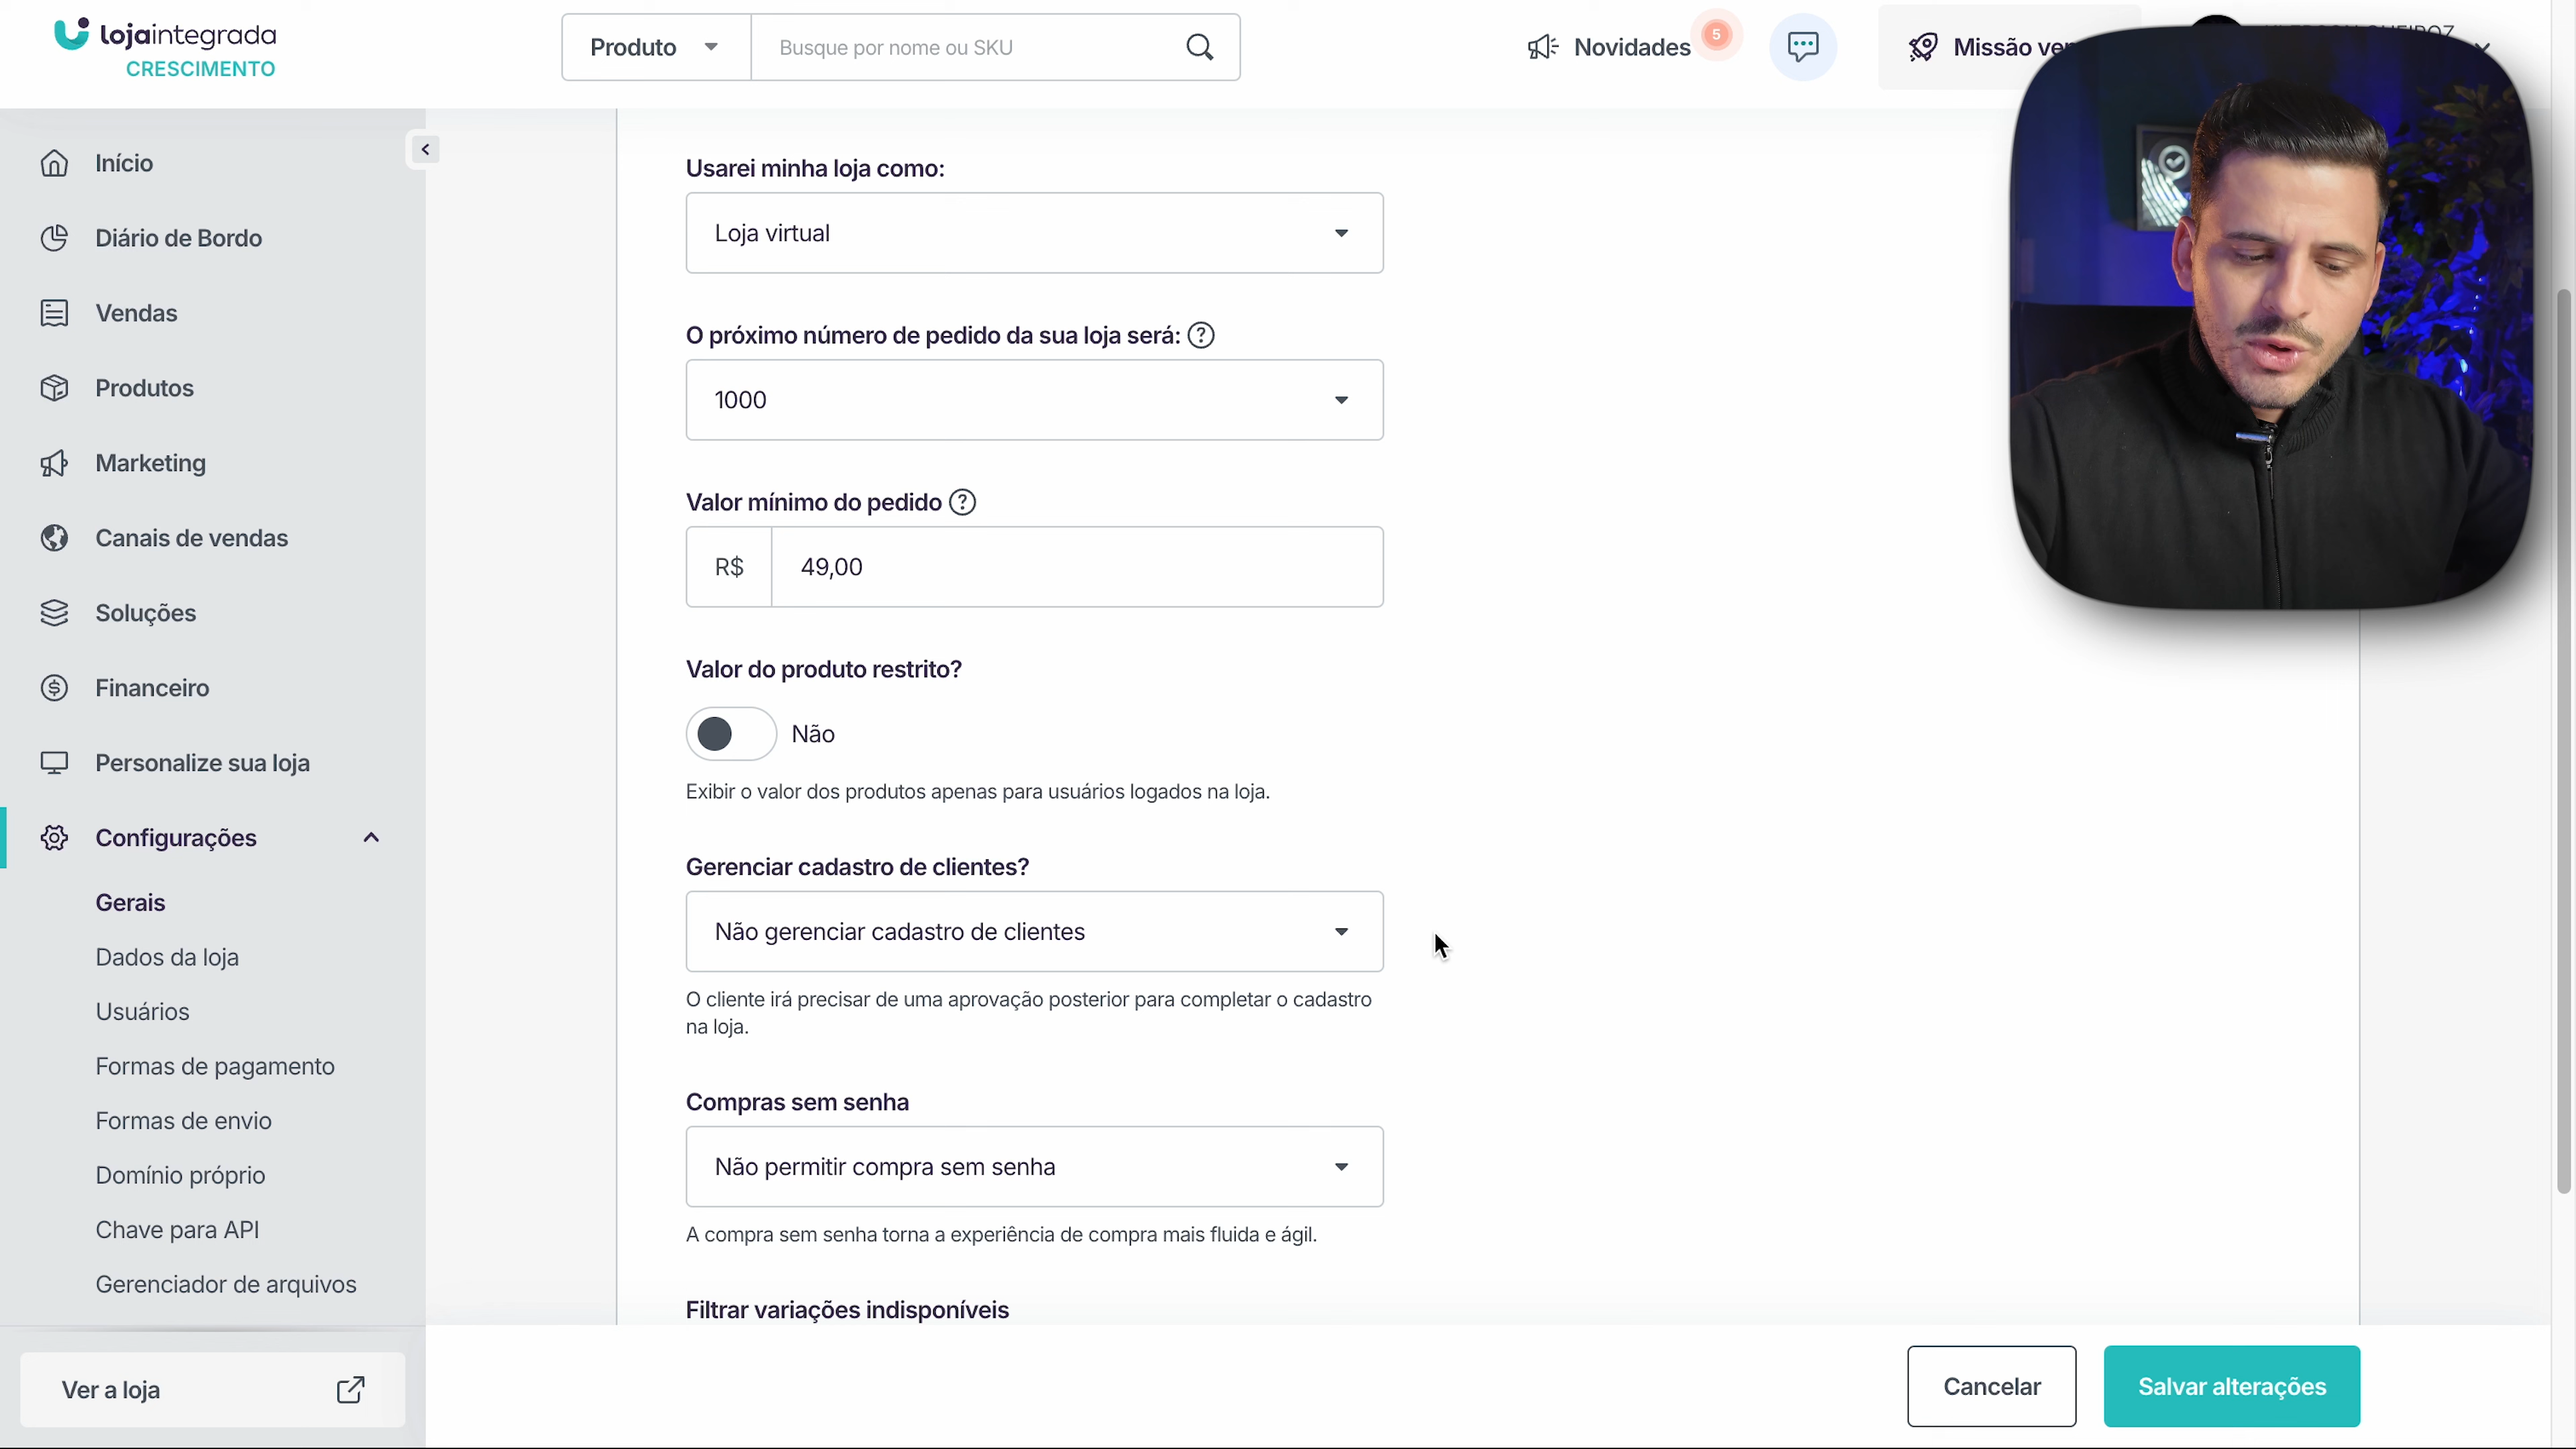 lojaintegrada
CRESCIMENTO
Produto
Busque por nome ou SKU
Novidades
5
Missão
Início
Diário de Bordo
Vendas
Produtos
Marketing
Canais de vendas
Soluções
Financeiro
Personalize sua loja
Configurações
Gerais
Dados da loja
Usuários
Formas de pagamento
Formas de envio
Domínio próprio
Chave para API
Gerenciador de arquivos
Ver a loja
Usarei minha loja como:
Loja virtual
O próximo número de pedido da sua loja será:
1000
Valor mínimo do pedido
R$ 49,00
Valor do produto restrito?
Não
Exibir o valor dos produtos apenas para usuários logados na loja.
Gerenciar cadastro de clientes?
Não gerenciar cadastro de clientes
O cliente irá precisar de uma aprovação posterior para completar o cadastro
na loja.
Compras sem senha
Não permitir compra sem senha
A compra sem senha torna a experiência de compra mais fluida e ágil.
Filtrar variações indisponíveis
Cancelar
Salvar alterações